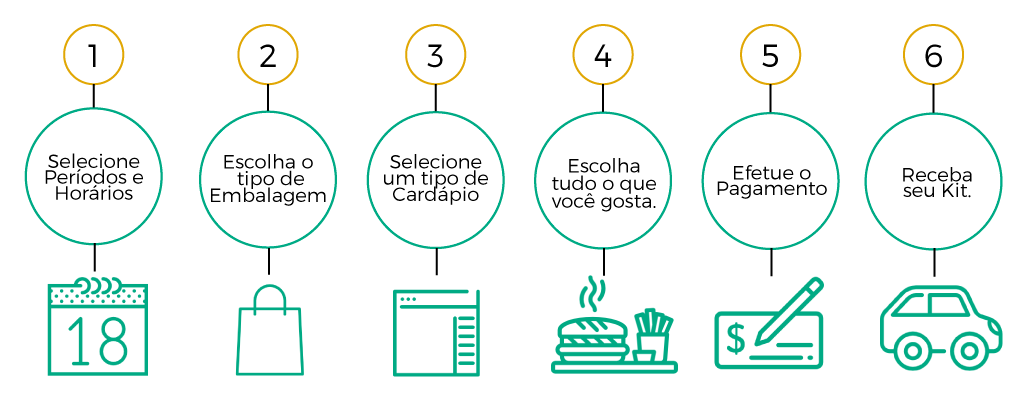 1
Selecione
Períodos e
Horários
18
2
Escolha o
tipo de
Embalagem
3
Selecione
um tipo de
Cardápio
4
Escolha
tudo o que
você gosta.
5
Efetue o
Pagamento
$
6
Receba
seu Kit.